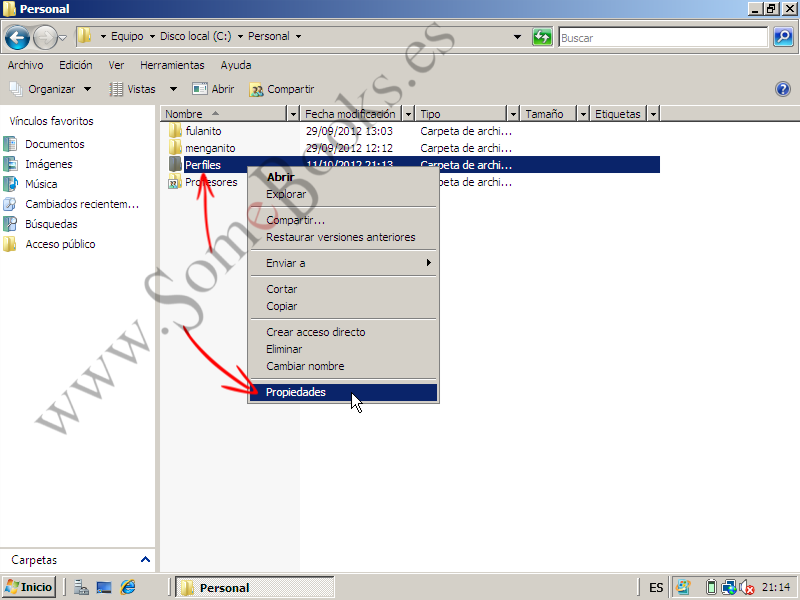 Personal
Equipo Disco local (C:) Personal
Buscar
Archivo Edición Ver Herramientas Ayuda
Organizar Vistas Abrir Compartir
Vínculos favoritos
Documentos
Imágenes
Música
Cambiados recientem...
Búsquedas
Acceso público
Carpetas
Nombre Fecha modificación Tipo Tamaño Etiquetas
fulanito 29/09/2012 13:03 Carpeta de archi...
menganito 29/09/2012 12:12 Carpeta de archi...
Perfiles 11/10/2012 21:13 Carpeta de archi...
Profesores peta de archi...
Abrir
Explorar
Compartir...
Restaurar versiones anteriores
Enviar a
Cortar
Copiar
Crear acceso directo
Eliminar
Cambiar nombre
Propiedades
www.SomeBooks.es
Inicio Personal ES 21:14